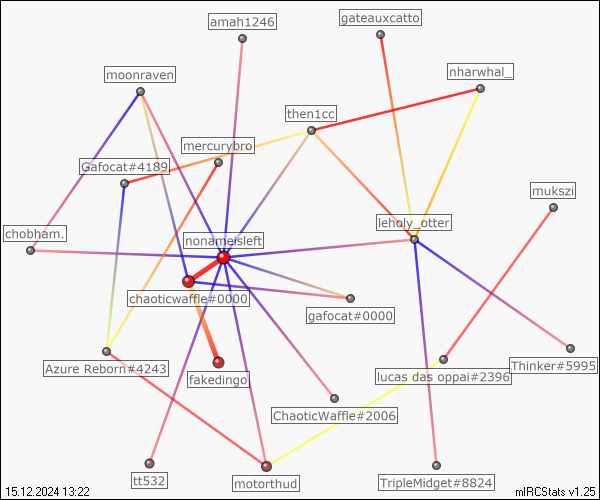 amah1246
gateauxcatto
moonraven
nharwhal_
then1cc
mercurybro
Gafocat#4189
mukszi
leholy_otter
chobham.
nonameisleft
chaoticwaffle#0000
gafocat#0000
Azure Reborn#4243
fakedingo
lucas das oppai#2396
Thinker#5995
ChaoticWaffle#2006
tt532
motorthud
TripleMidget#8824
15.12.2024 13:22
mIRCStats v1.25